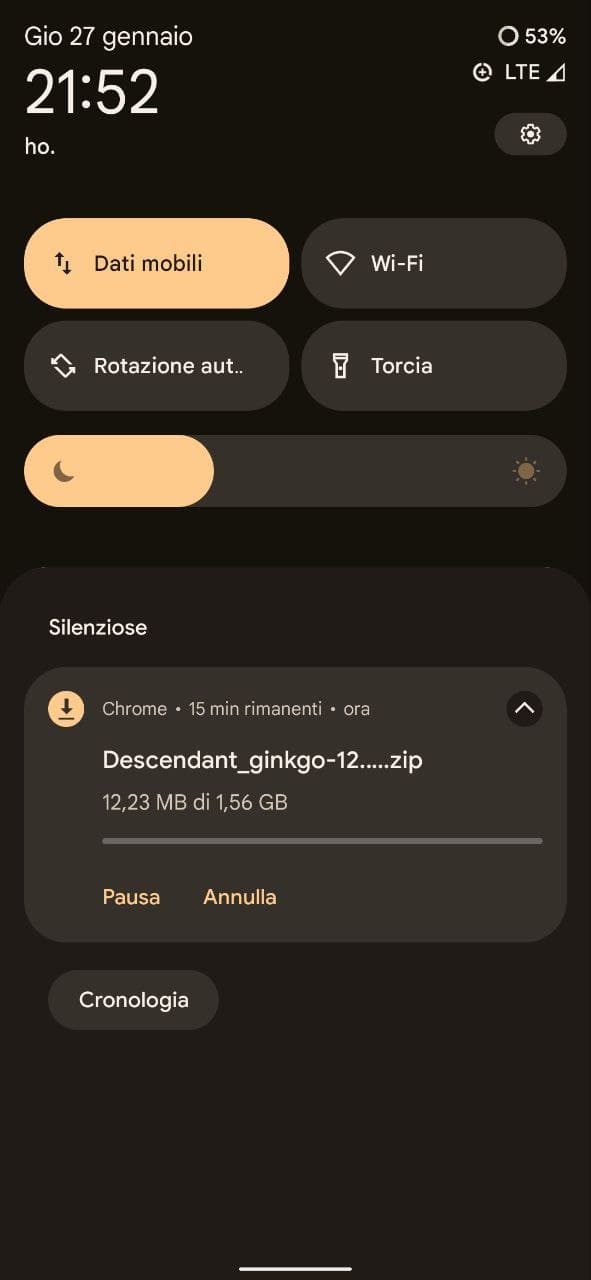 Gio 27 gennaio
53%
21:52
LTE
ho.
Dati mobili
Wi-Fi
Rotazione aut..
Torcia
Silenziose
Chrome • 15 min rimanenti • ora
Descendant_ginkgo-12.....zip
12,23 MB di 1,56 GB
Pausa
Annulla
Cronologia